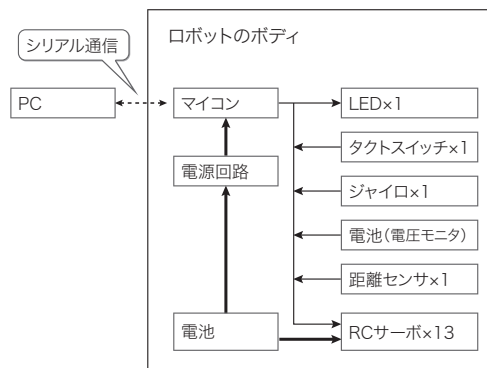 シリアル通信
ロボットのボディ
PC
マイコン
電源回路
電池
LED×1
タクトスイッチ×1
ジャイロ×1
電池(電圧モニタ)
距離センサ×1
RCサーボ×13